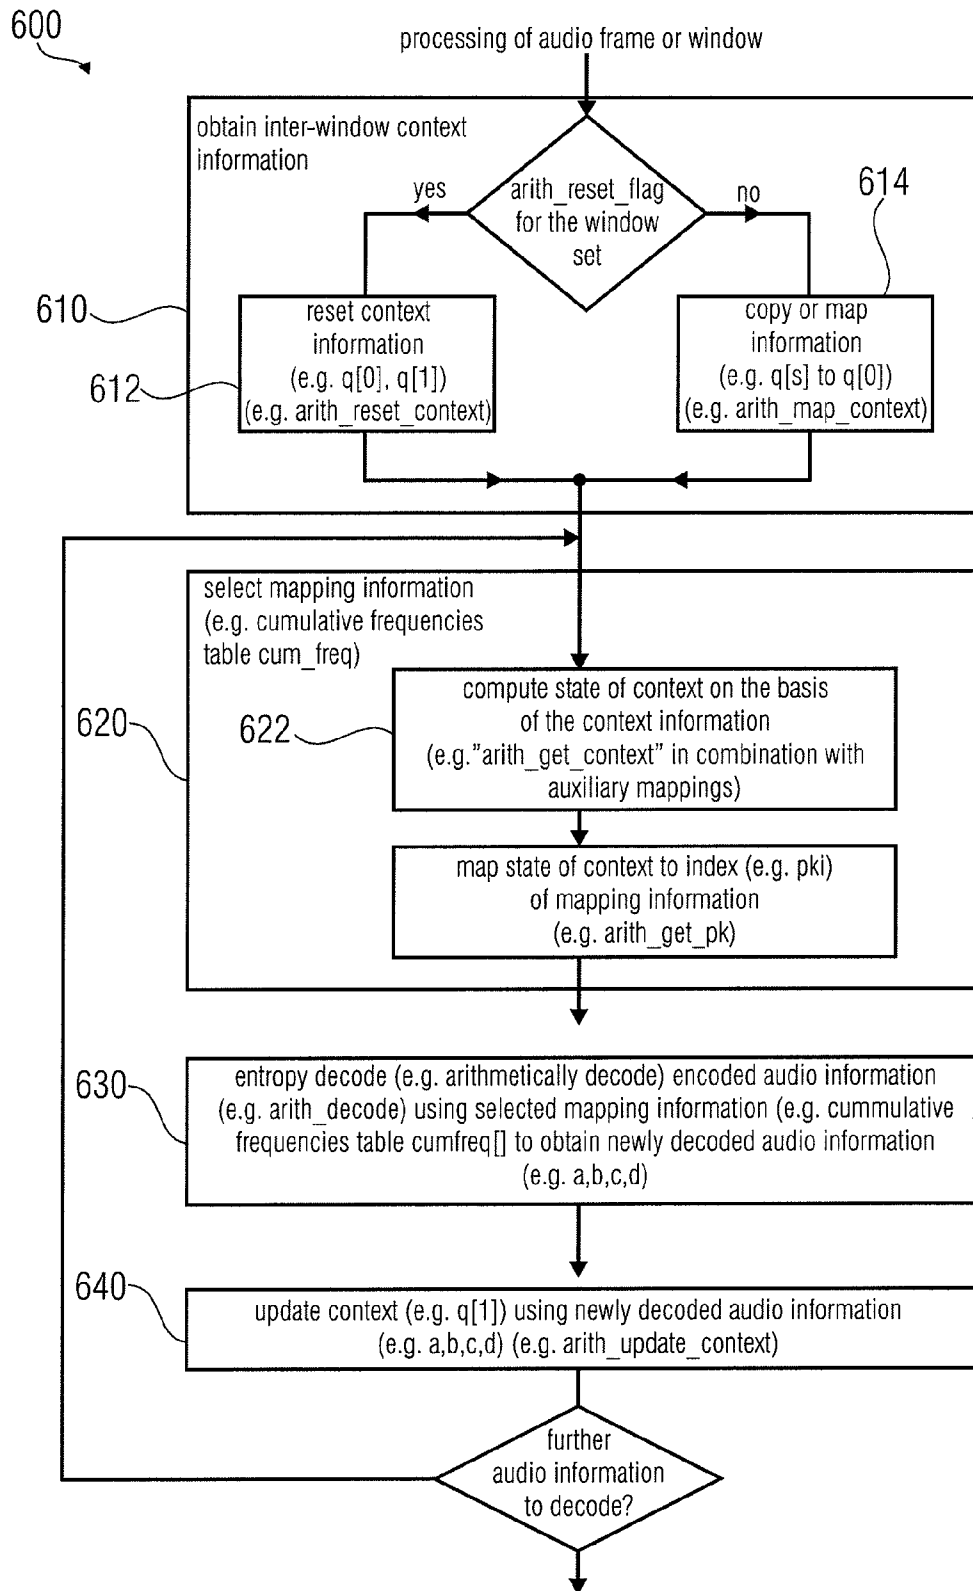 600
processing of audio frame or window
obtain inter-window context
information
yes
arith_reset_flag
for the window
set
no
614
610
reset context
information
(e.g. q[0], q[1])
(e.g. arith_reset_context)
612
copy or map
information
(e.g. q[s] to q[0])
(e.g. arith_map_context)
select mapping information
(e.g. cumulative frequencies
table cum_freq)
620
622
compute state of context on the basis
of the context information
(e.g."arith_get_context" in combination with
auxiliary mappings)
map state of context to index (e.g. pki)
of mapping information
(e.g. arith_get_pk)
630
entropy decode (e.g. arithmetically decode) encoded audio information
(e.g. arith_decode) using selected mapping information (e.g. cummulative
frequencies table cumfreq[] to obtain newly decoded audio information
(e.g. a,b,c,d)
640
update context (e.g. q[1]) using newly decoded audio information
(e.g. a,b,c,d) (e.g. arith_update_context)
further
audio information
to decode?